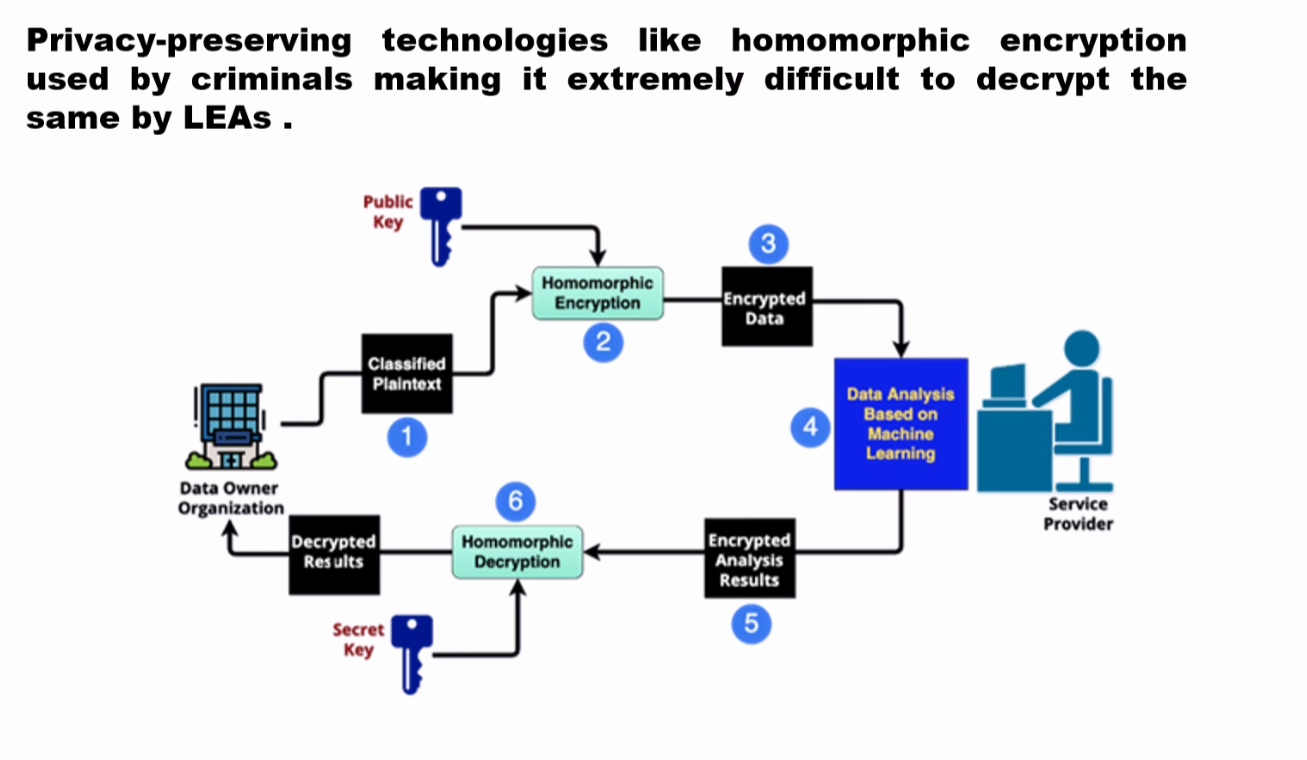 Privacy-preserving technologies like homomorphic encryption
used by criminals making it extremely difficult to decrypt the
same by LEAs .
Public
Key
3
Homomorphic
Encryption
Encrypted
Data
2
Classified
Plaintext
1
Data Analysis
Based on
Machine
Learning
4
Service
Provider
Data Owner
Organization
6
Decrypted
Results
Homomorphic
Decryption
Encrypted
Analysis
Results
5
Secret
Key